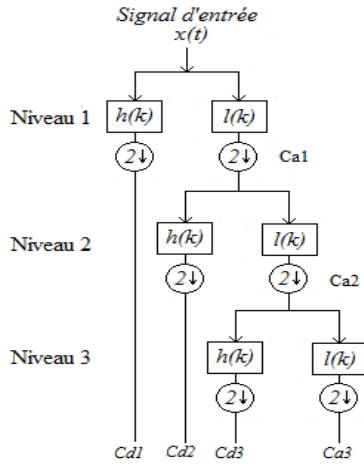 Signal d'entrée
x(t)
Niveau 1 h(k) l(k)
2↓ 2↓ Ca1
Niveau 2 h(k) l(k)
2↓ 2↓ Ca2
Niveau 3 h(k) l(k)
2↓ 2↓
Cd1 Cd2 Cd3 Ca3